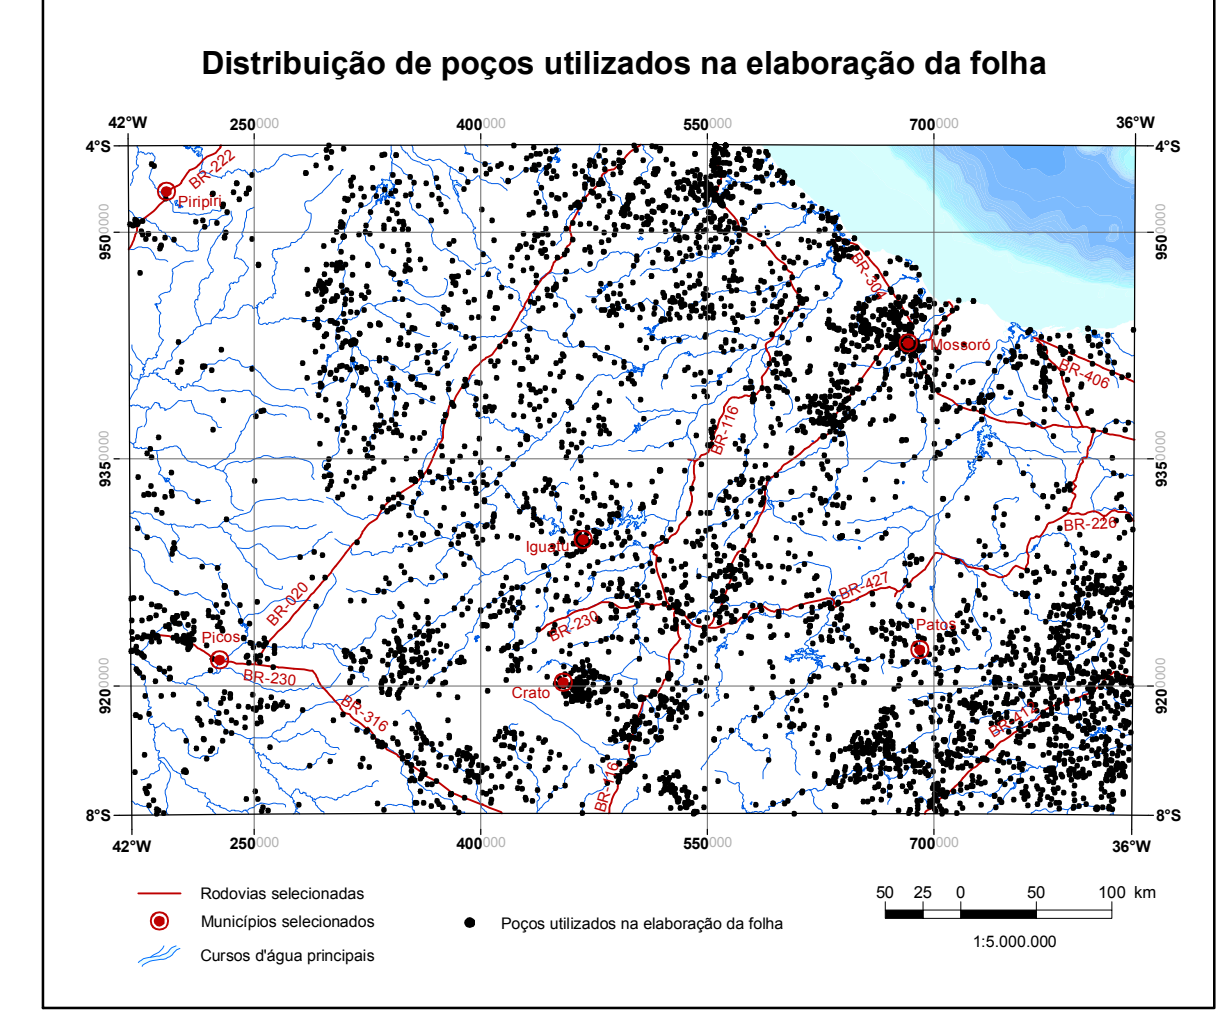 Distribuição de poços utilizados na elaboração da folha
42°W 250000 400000 550000 700000 36°W
4°S 4°S
BR-222
Piripiri
9500000 9500000
BR-304
Mossoró
BR-406
BR-116
9350000 9350000
BR-226
Iguatu
BR-427
BR-020
BR-230
Patos
Picos
BR-230
Crato
9200000 9200000
BR-316
BR-412
BR-116
8°S 8°S
42°W 250000 400000 550000 700000 36°W
Rodovias selecionadas
Municípios selecionados
Cursos d'água principais
Poços utilizados na elaboração da folha
50 25 0 50 100 km
1:5.000.000